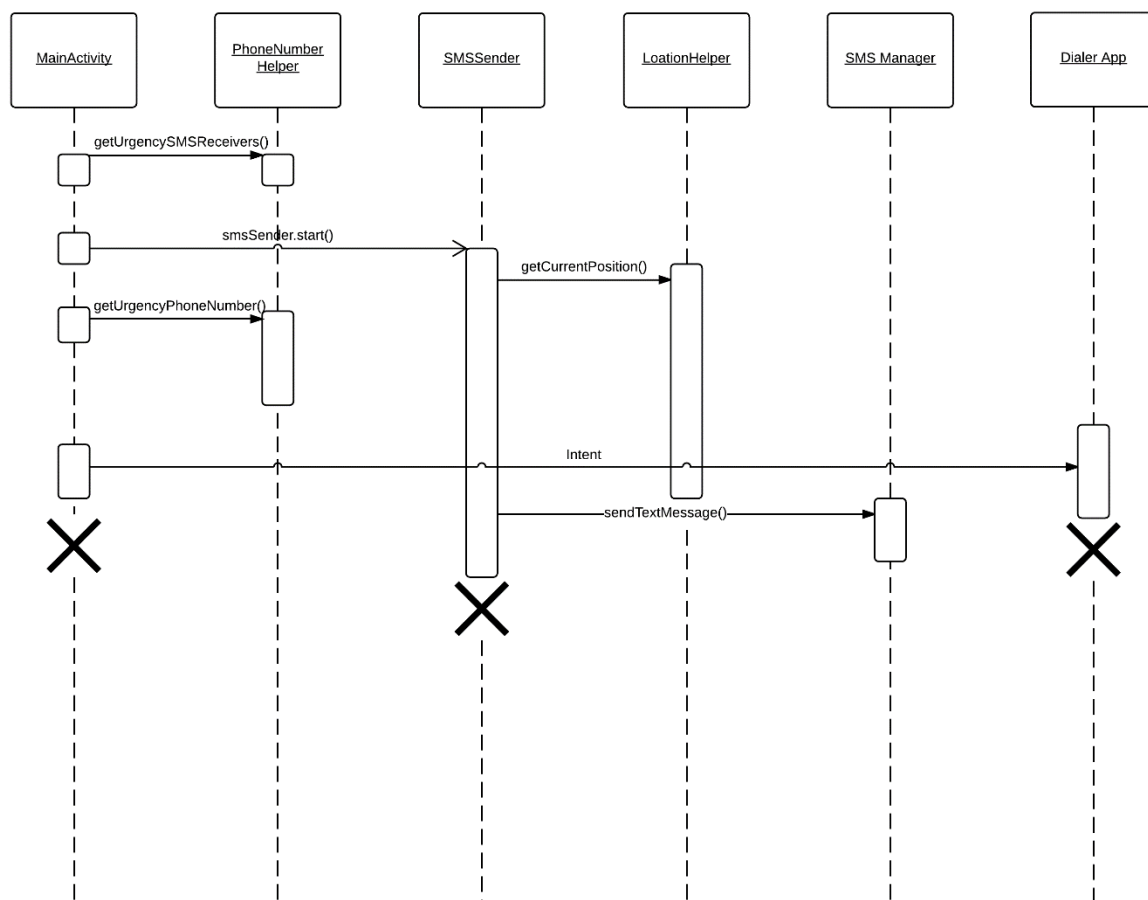 MainActivity
PhoneNumber
Helper
SMSSender
LoationHelper
SMS Manager
Dialer App
getUrgencySMSReceivers()
smsSender.start()
getCurrentPosition()
getUrgencyPhoneNumber()
Intent
sendTextMessage()